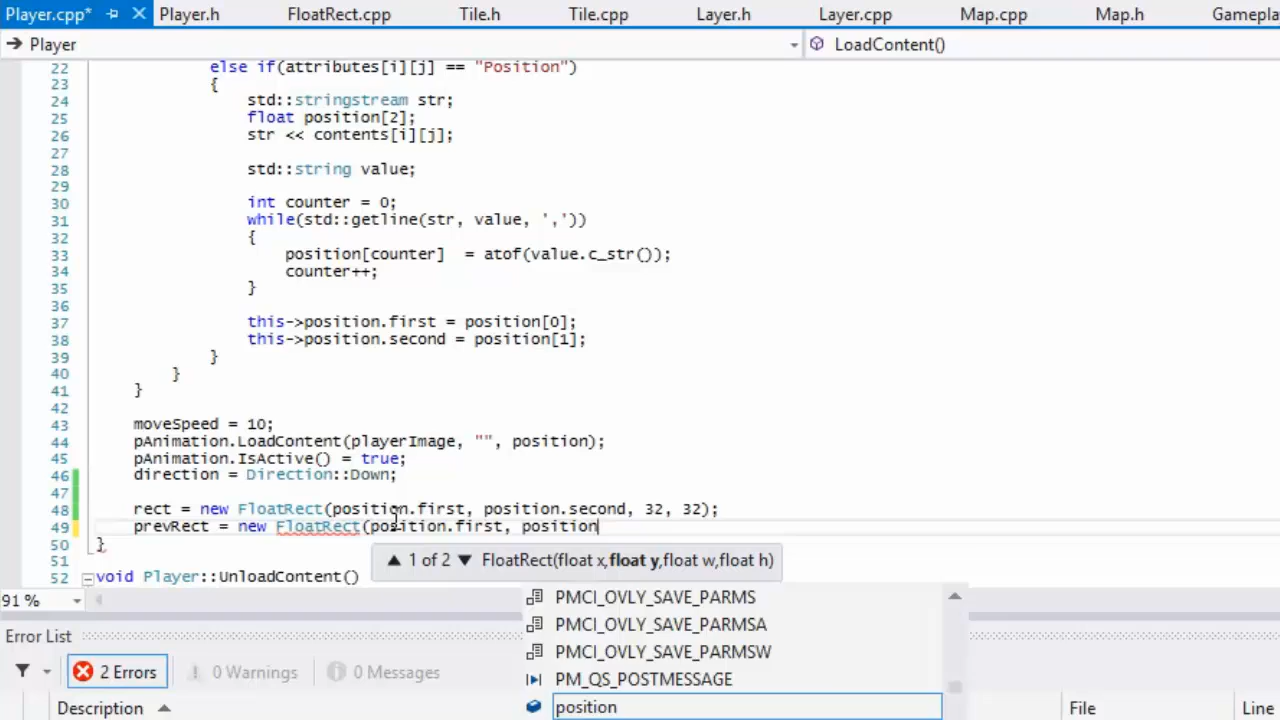 Player.cpp* Player.h FloatRect.cpp Tile.h Tile.cpp Layer.h Layer.cpp Map.cpp Map.h Gamepla
Player LoadContent()
22 else if(attributes[i][j] == "Position")
23 {
24 std::stringstream str;
25 float position[2];
26 str << contents[i][j];
27
28 std::string value;
29
30 int counter = 0;
31 while(std::getline(str, value, ','))
32 {
33 position[counter]  = atof(value.c_str());
34 counter++;
35 }
36
37 this->position.first = position[0];
38 this->position.second = position[1];
39 }
40 }
41 }
42
43 moveSpeed = 10;
44 pAnimation.LoadContent(playerImage, "", position);
45 pAnimation.IsActive() = true;
46 direction = Direction::Down;
47
48 rect = new FloatRect(position.first, position.second, 32, 32);
49 prevRect = new FloatRect(position.first, position
50 }
51 1 of 2 FloatRect(float x,float y,float w,float h)
52 void Player::UnloadContent()
91 % PMCI_OVLY_SAVE_PARMS
PMCI_OVLY_SAVE_PARMSA
Error List
PMCI_OVLY_SAVE_PARMSW
2 Errors 0 Warnings 0 Messages PM_QS_POSTMESSAGE
Description position File Line